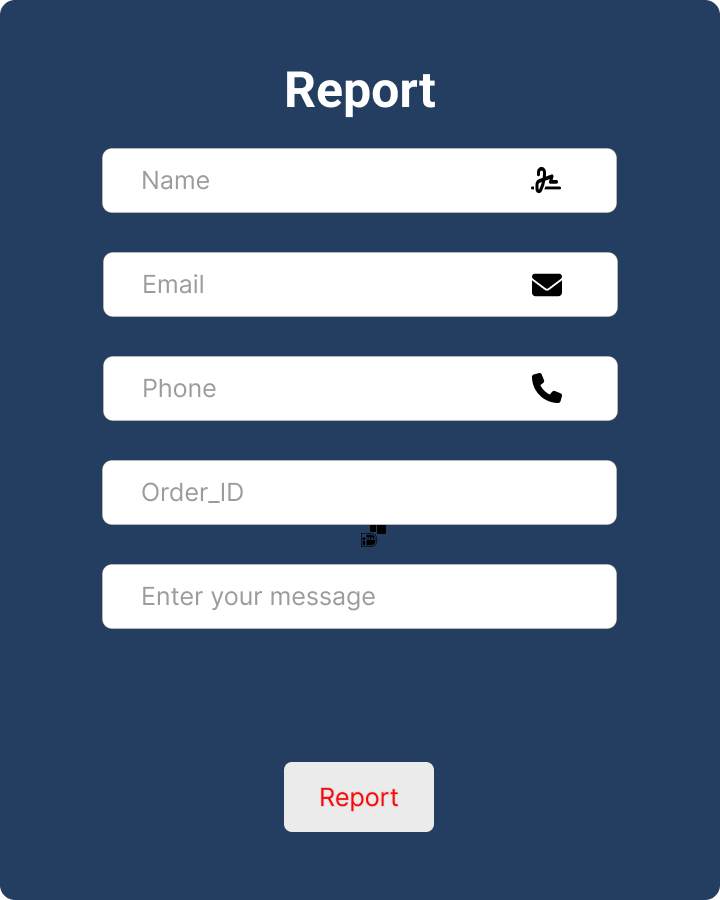 Report
Name
Email
Phone
Order_ID
Enter your message
Report